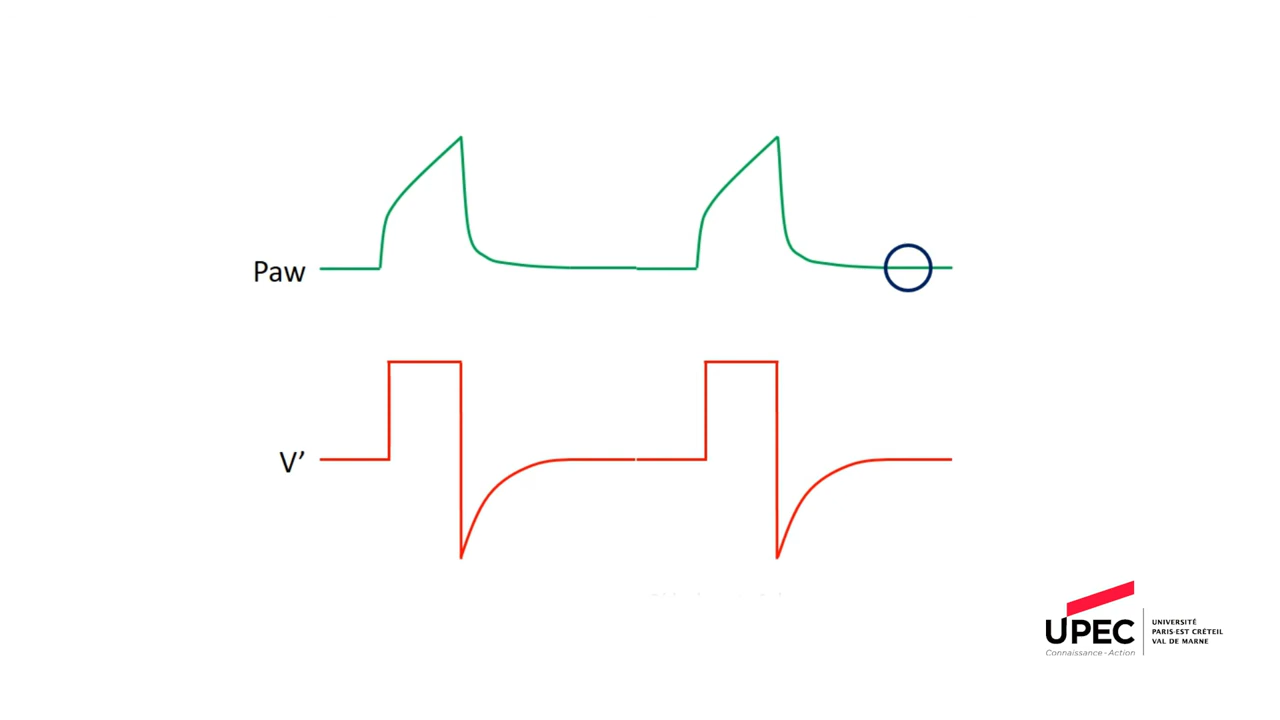 Paw
V’
UPEC
Connaissance - Action
UNIVERSITÉ
PARIS-EST CRÉTEIL
VAL DE MARNE